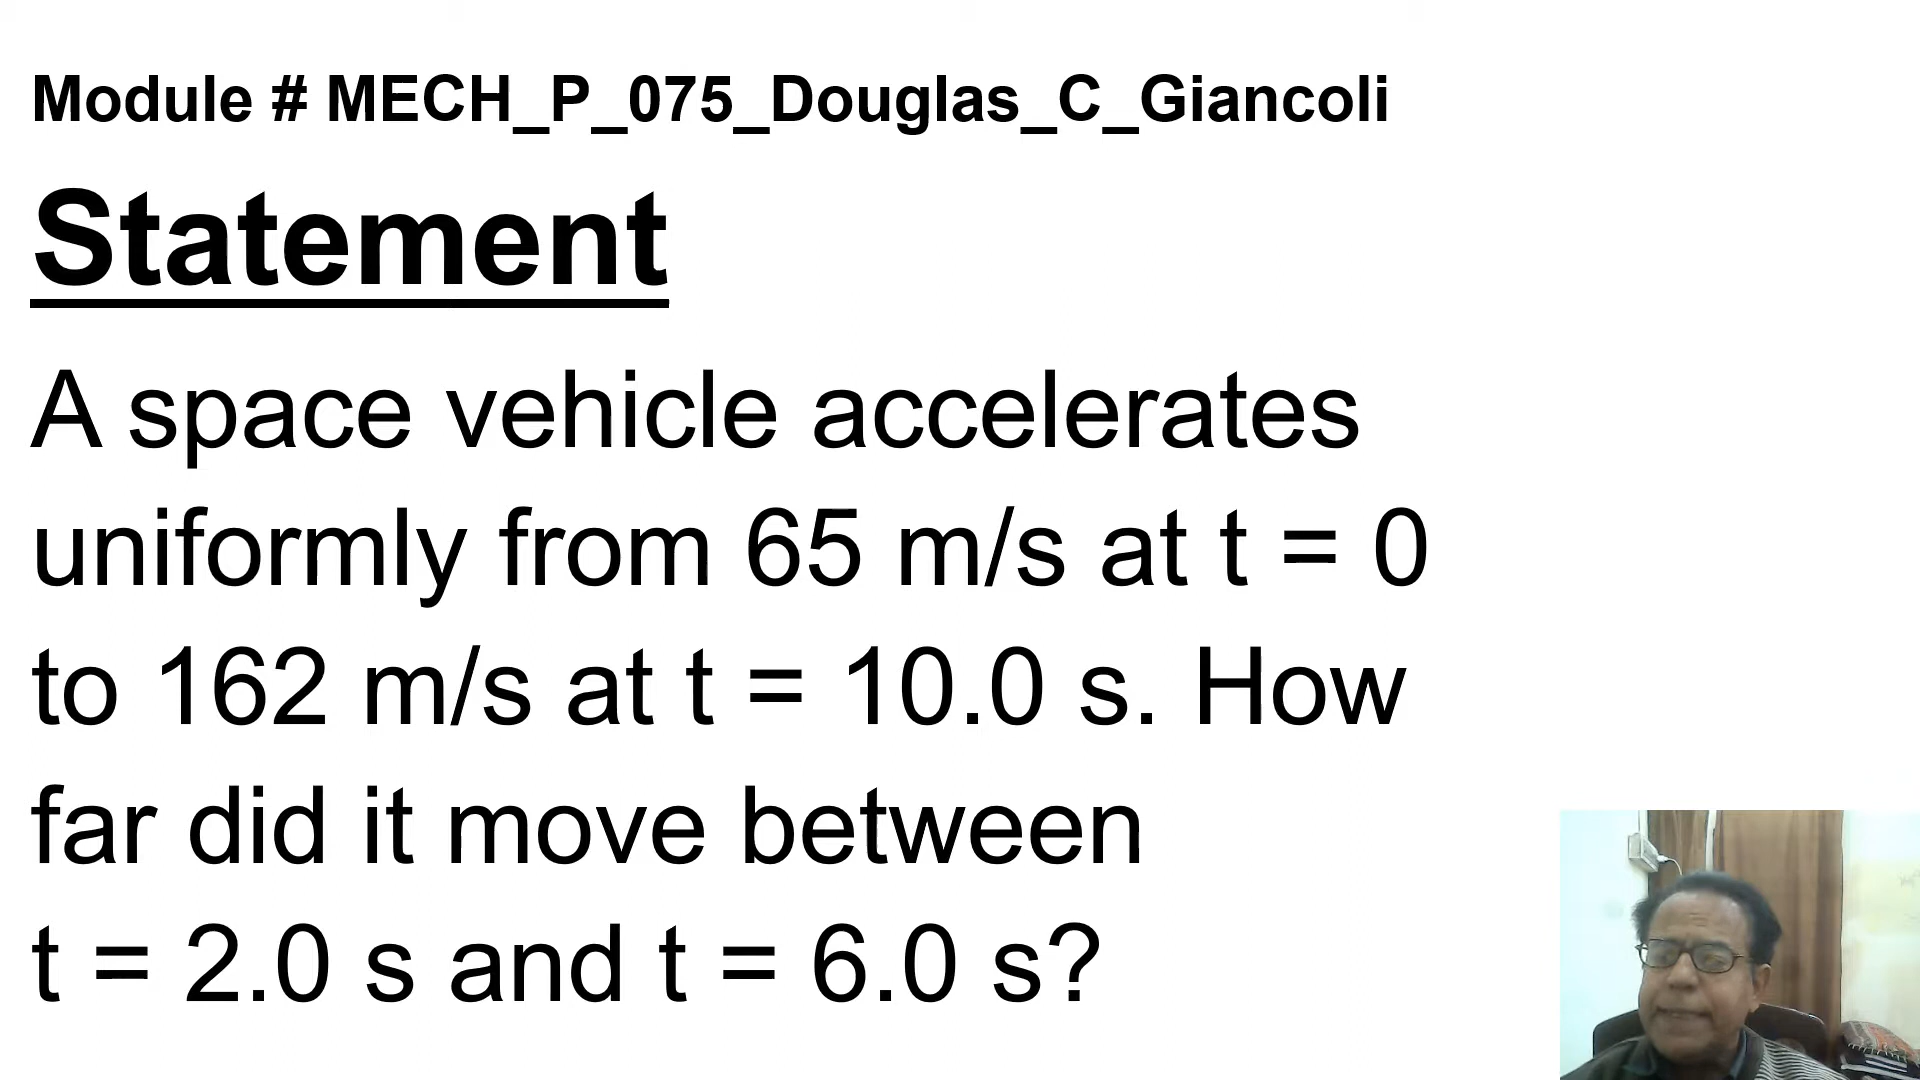 Module # MECH_P_075_Douglas_C_Giancoli
Statement
A space vehicle accelerates
uniformly from 65 m/s at t = 0
to 162 m/s at t = 10.0 s. How
far did it move between
t = 2.0 s and t = 6.0 s?